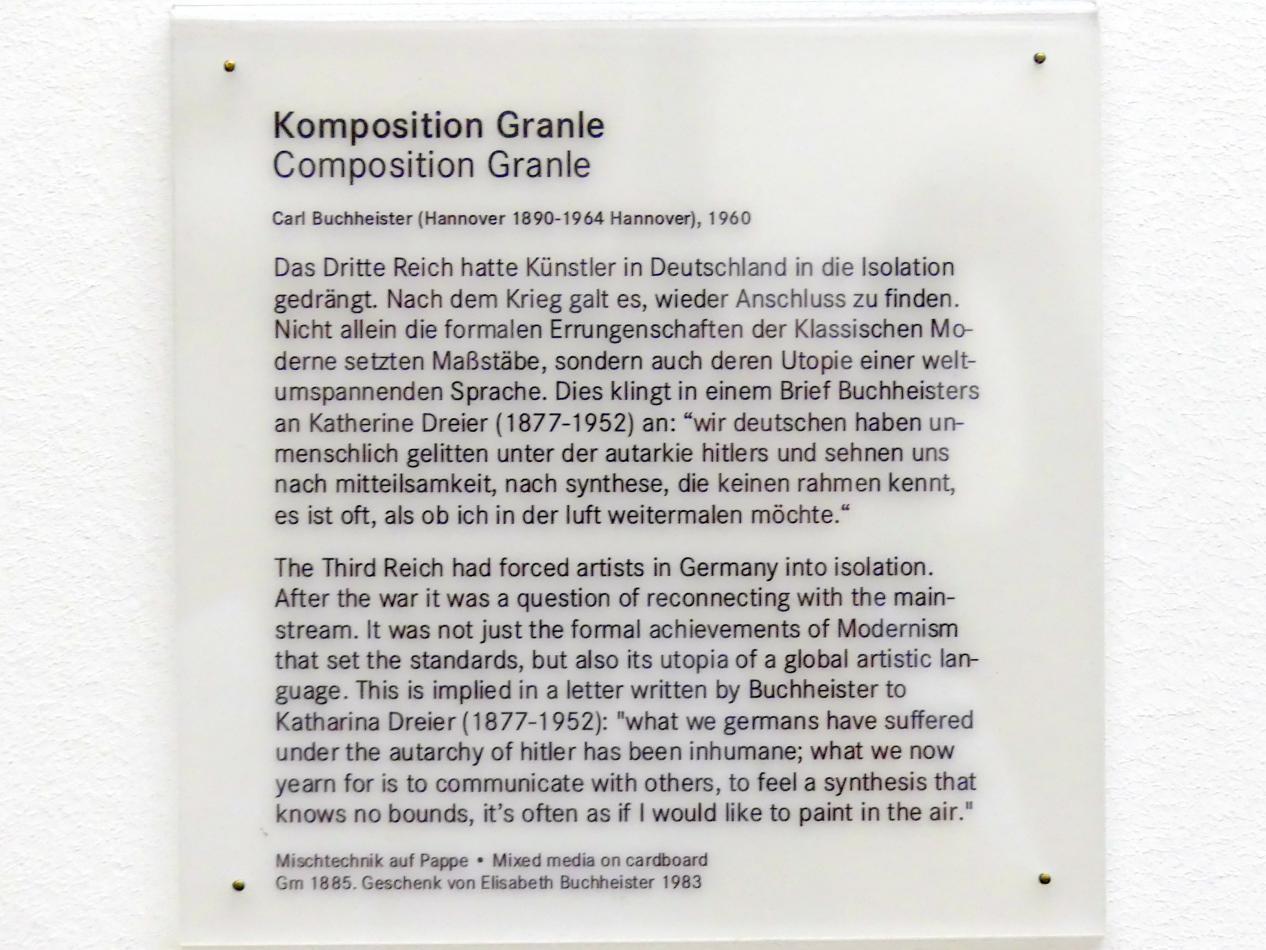 Komposition Granle
Composition Granle
Carl Buchheister (Hannover 1890-1964 Hannover), 1960
Das Dritte Reich hatte Künstler in Deutschland in die Isolation
gedrängt. Nach dem Krieg galt es, wieder Anschluss zu finden.
Nicht allein die formalen Errungenschaften der Klassischen Mo-
derne setzten Maßstäbe, sondern auch deren Utopie einer welt-
umspannenden Sprache. Dies klingt in einem Brief Buchheisters
an Katherine Dreier (1877-1952) an: “wir deutschen haben un-
menschlich gelitten unter der autarkie hitlers und sehnen uns
nach mitteilsamkeit, nach synthese, die keinen rahmen kennt,
es ist oft, als ob ich in der luft weitermalen möchte.“
The Third Reich had forced artists in Germany into isolation.
After the war it was a question of reconnecting with the main-
stream. It was not just the formal achievements of Modernism
that set the standards, but also its utopia of a global artistic lan-
guage. This is implied in a letter written by Buchheister to
Katharina Dreier (1877-1952): "what we germans have suffered
under the autarchy of hitler has been inhumane; what we now
yearn for is to communicate with others, to feel a synthesis that
knows no bounds, it's often as if I would like to paint in the air."
Mischtechnik auf Pappe • Mixed media on cardboard
Gm 1885. Geschenk von Elisabeth Buchheister 1983